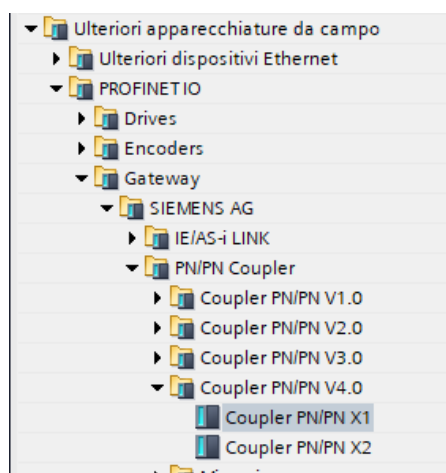 Ulteriori apparecchiature da campo
Ulteriori dispositivi Ethernet
PROFINET IO
Drives
Encoders
Gateway
SIEMENS AG
IE/AS-i LINK
PN/PN Coupler
Coupler PN/PN V1.0
Coupler PN/PN V2.0
Coupler PN/PN V3.0
Coupler PN/PN V4.0
Coupler PN/PN X1
Coupler PN/PN X2